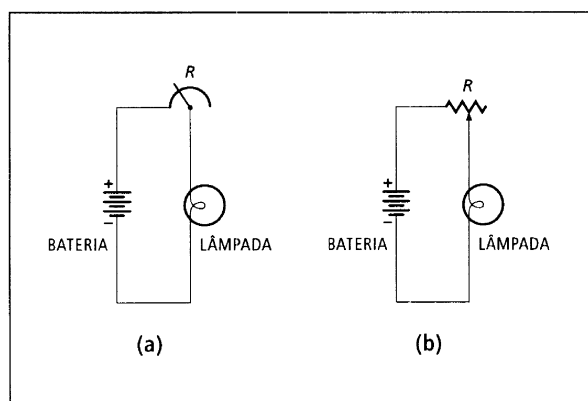 R R
+ +
− −
BATERIA LÂMPADA BATERIA LÂMPADA
(a) (b)